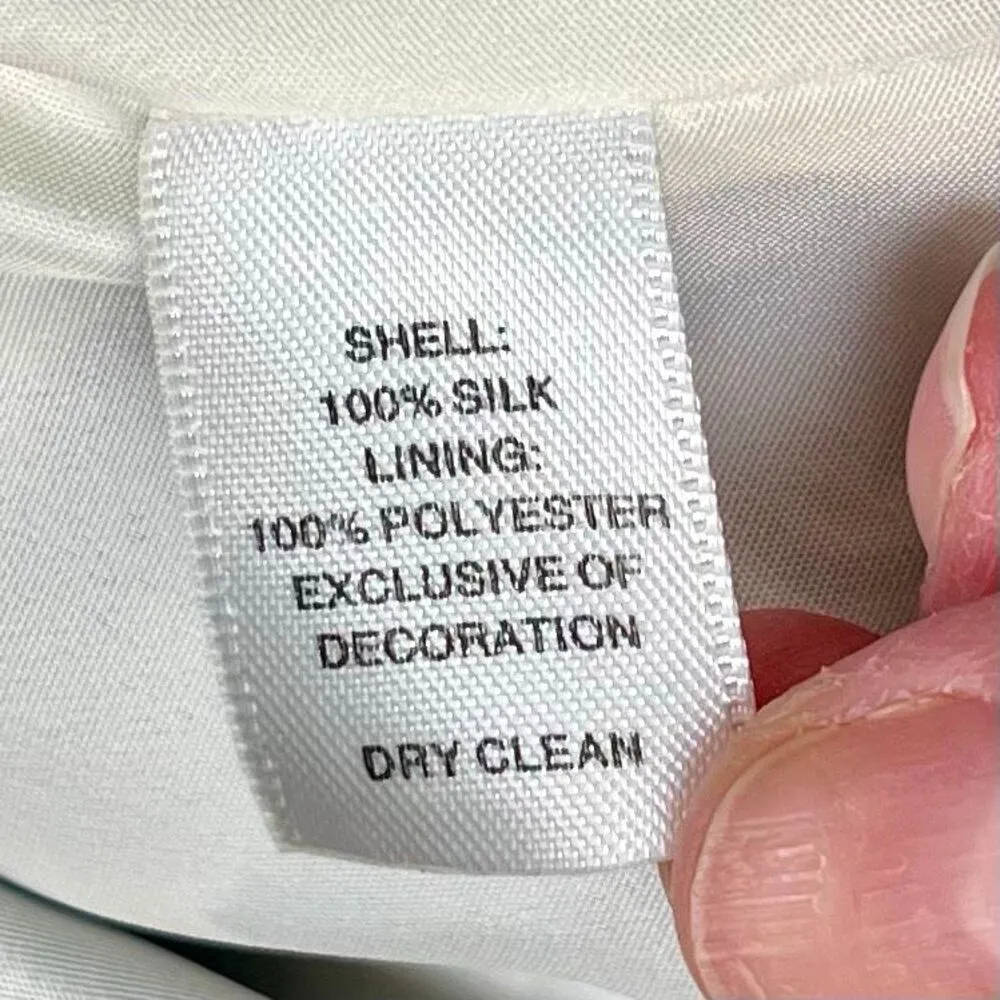 SHELL:
100% SILK
LINING:
100% POLYESTER
EXCLUSIVE OF
DECORATION
DRY CLEAN